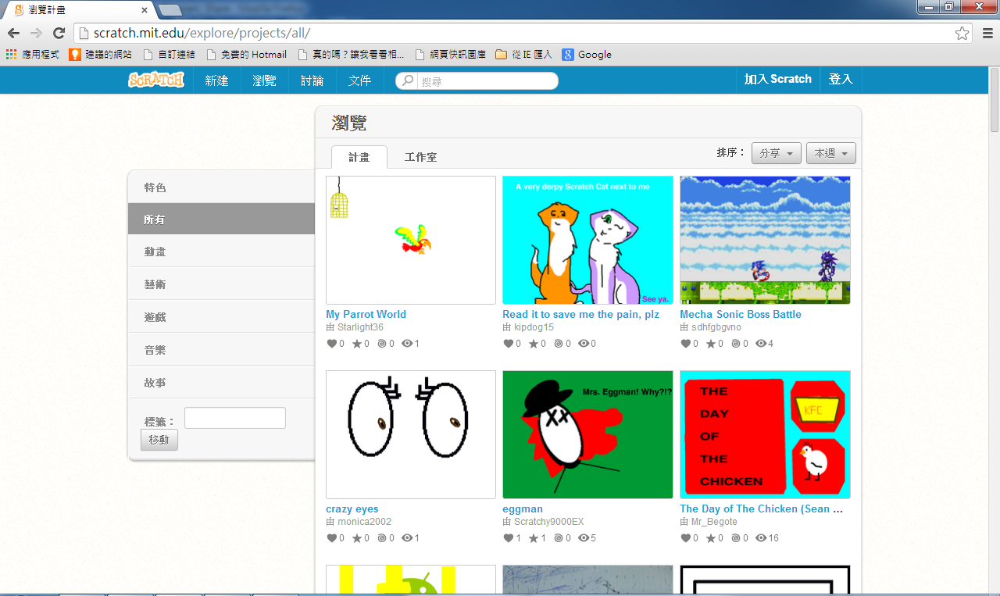 瀏覽計畫
scratch.mit.edu/explore/projects/all/
應用程式 建議的網站 自訂連結 免費的 Hotmail 真的嗎？讓我看看相... 網頁快訊圖庫 從 IE 匯入 Google
SCRATCH 新建 瀏覽 討論 文件 搜尋 加入Scratch 登入
瀏覽
計畫 工作室 排序： 分享 本週
特色
所有
動畫
藝術
遊戲
音樂
故事
標籤：
移動
A very derpy Scratch Cat next to me
See ya.
My Parrot World
由 Starlight36
0 0 0 1
Read it to save me the pain, plz
由 kipdog15
0 0 0 0
Mecha Sonic Boss Battle
由 sdhfgbgvno
0 0 0 4
Mrs. Eggman! Why?!?
THE
DAY
OF
THE
CHICKEN
KFC
crazy eyes
由 monica2002
0 0 0 1
eggman
由 Scratchy9000EX
1 1 0 5
The Day of The Chicken (Sean ...
由 Mr_Begote
0 0 0 16